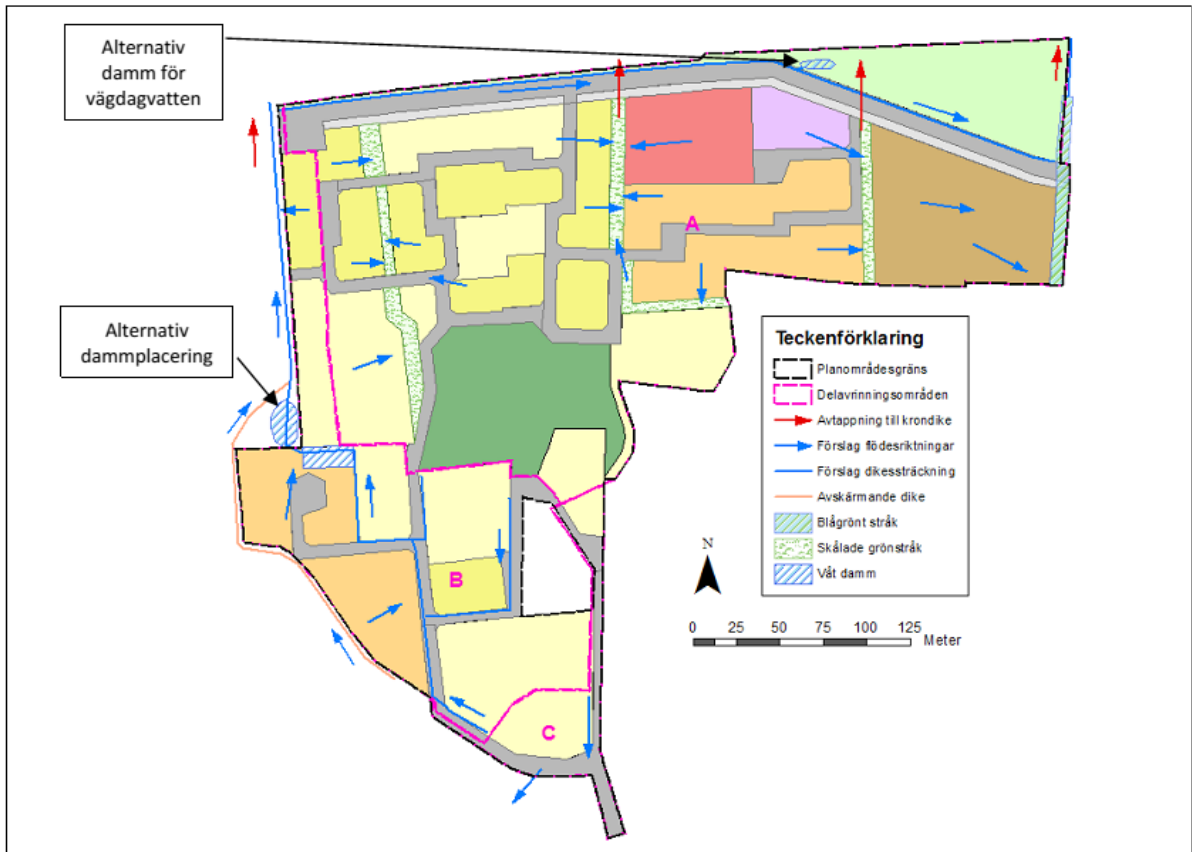 Alternativ
damm för
vägdagvatten
A
Alternativ
dammplacering
Teckenförklaring
Planområdesgräns
Delavrinningsområden
Avtappning till krondike
Förslag flödesriktningar
Förslag dikessträckning
Avskärmande dike
Blågrönt stråk
Skålade grönstråk
Våt damm
N
B
0 25 50 75 100 125
Meter
C